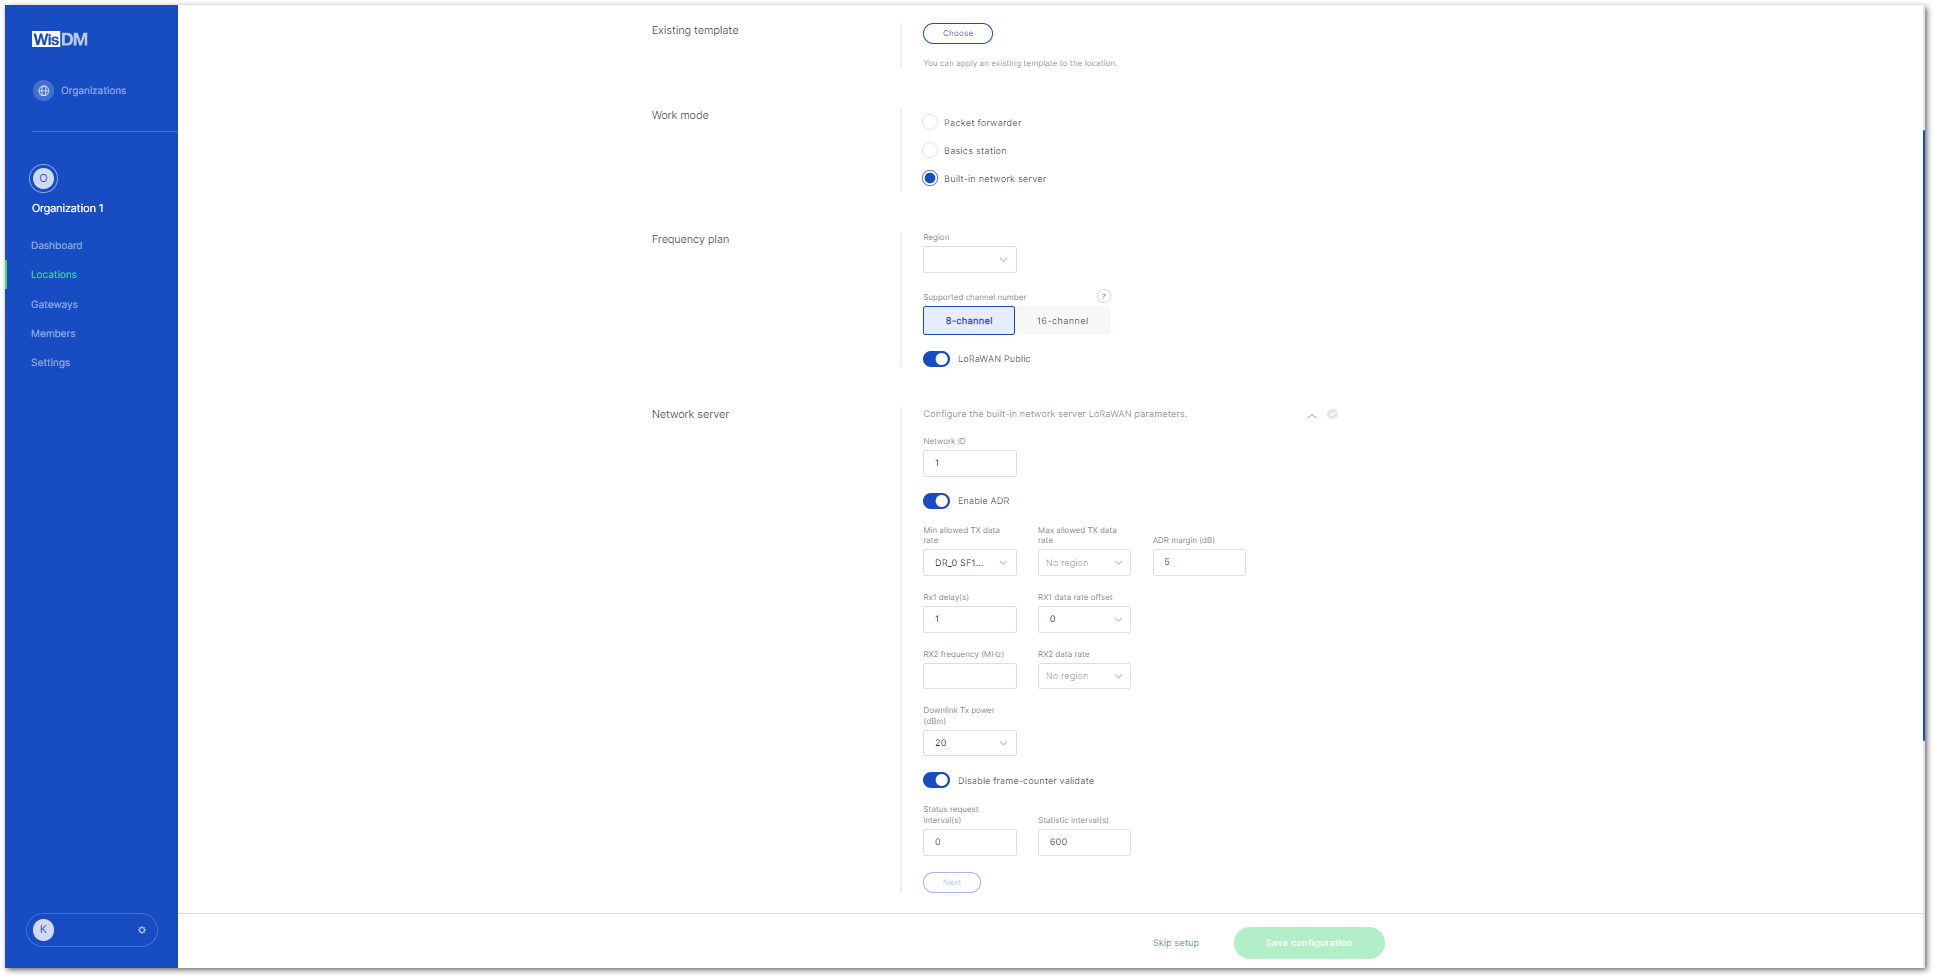 WisDM
Organizations
O
Organization 1
Dashboard
Locations
Gateways
Members
Settings
K
Existing template
Choose
You can apply an existing template to the location.
Work mode
Packet forwarder
Basics station
Built-in network server
Frequency plan
Region
Supported channel number
?
8-channel
16-channel
LoRaWAN Public
Network server
Configure the built-in network server LoRaWAN parameters.
Network ID
1
Enable ADR
Min allowed TX data
rate
DR_0 SF1...
Max allowed TX data
rate
No region
ADR margin (dB)
5
Rx1 delay(s)
1
RX1 data rate offset
0
RX2 frequency (MHz)
RX2 data rate
No region
Downlink Tx power
(dBm)
20
Disable frame-counter validate
Status request
interval(s)
0
Statistic interval(s)
600
Next
Skip setup
Save configuration